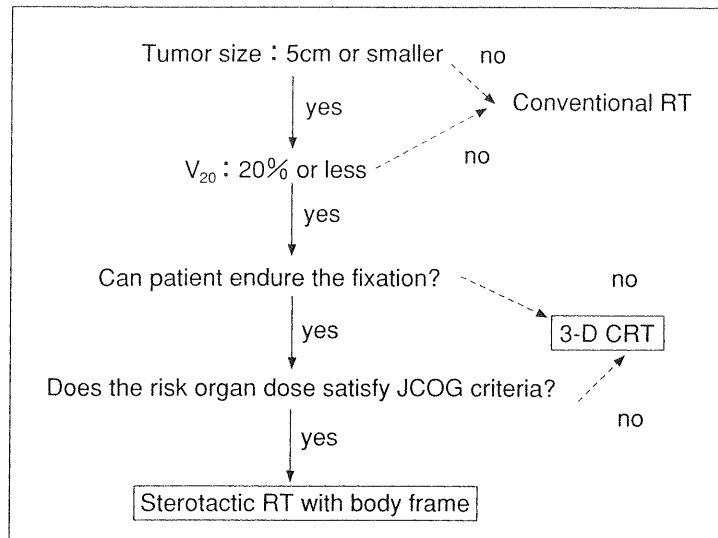 Tumor size：5cm or smaller
no
yes
Conventional RT
V20：20% or less
no
yes
Can patient endure the fixation?
no
yes
3-D CRT
Does the risk organ dose satisfy JCOG criteria?
no
yes
Sterotactic RT with body frame